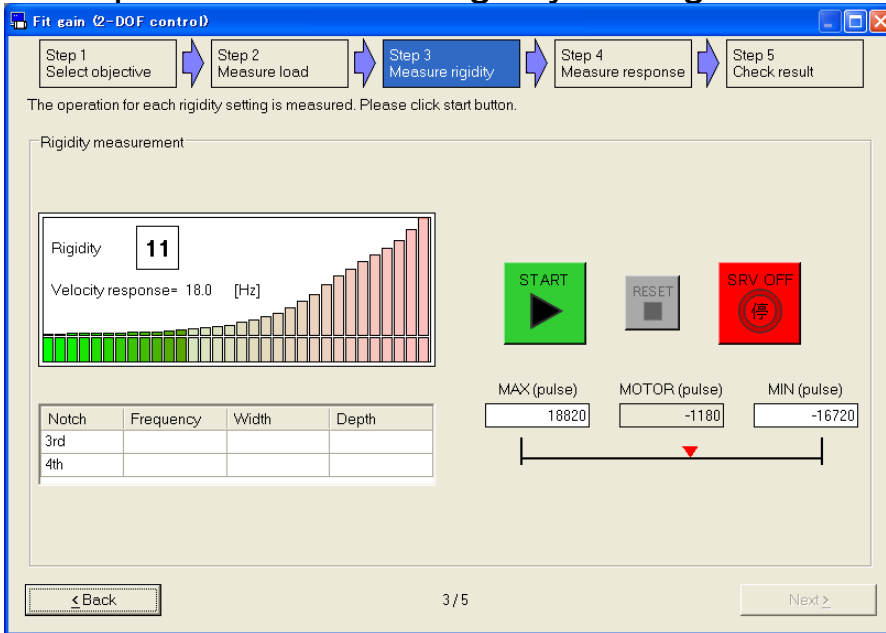 Fit gain (2-DOF control)
Step 1
Select objective
Step 2
Measure load
Step 3
Measure rigidity
Step 4
Measure response
Step 5
Check result
The operation for each rigidity setting is measured. Please click start button.
Rigidity measurement
Rigidity 11
Velocity response= 18.0 [Hz]
START
RESET
SRV OFF
停
MAX (pulse) MOTOR (pulse) MIN (pulse)
18820 -1180 -16720
Notch Frequency Width Depth
3rd
4th
< Back
3 / 5
Next >